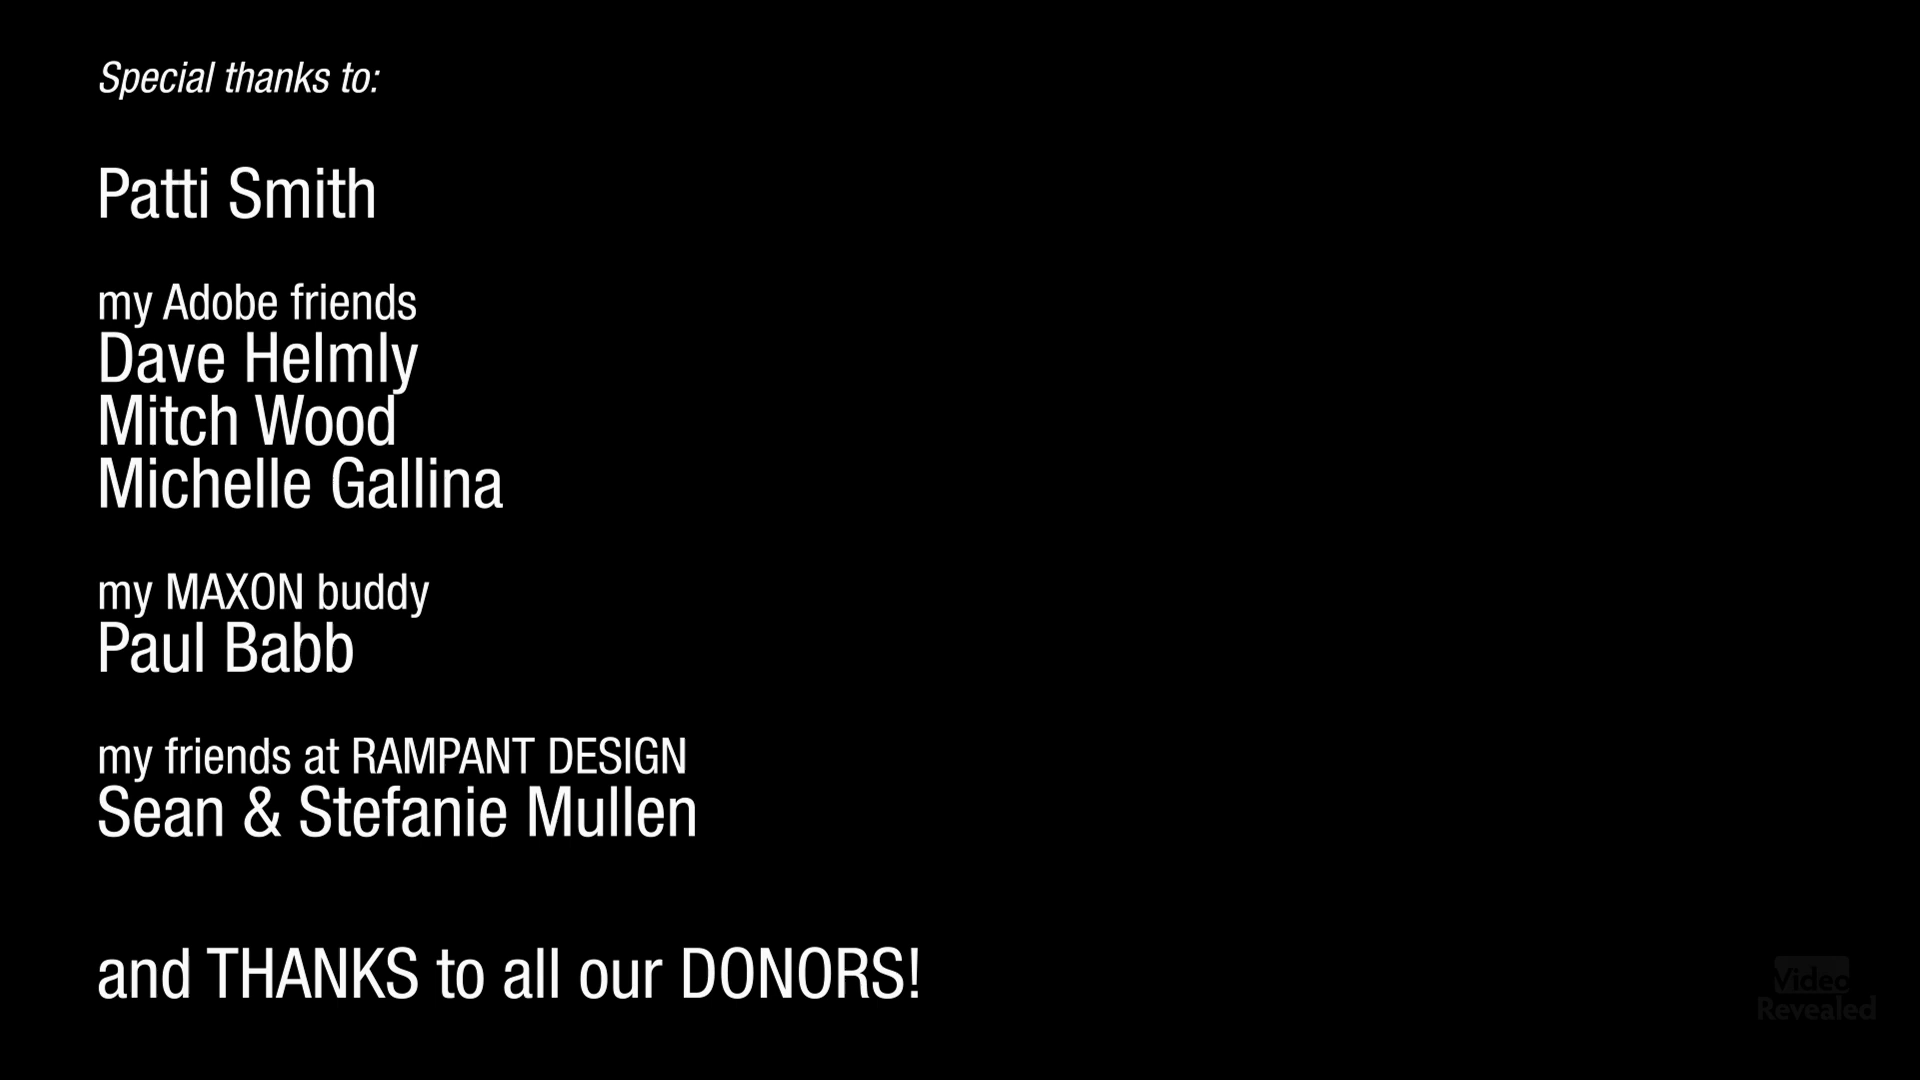 Special thanks to:
Patti Smith
my Adobe friends
Dave Helmly
Mitch Wood
Michelle Gallina
my MAXON buddy
Paul Babb
my friends at RAMPANT DESIGN
Sean & Stefanie Mullen
and THANKS to all our DONORS!
Video
Revealed